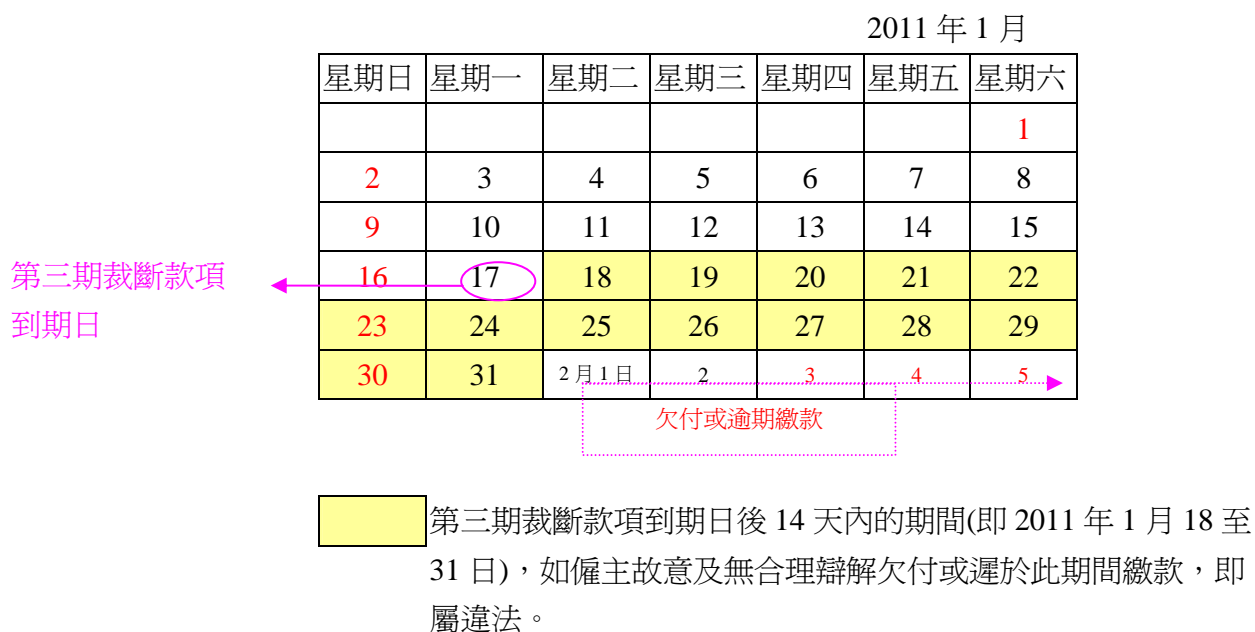 2011 年 1 月
星期日 星期一 星期二 星期三 星期四 星期五 星期六
1
2 3 4 5 6 7 8
9 10 11 12 13 14 15
第三期裁斷款項
到期日
16 17 18 19 20 21 22
23 24 25 26 27 28 29
30 31 2 月 1 日 2 3 4 5
欠付或逾期繳款
第三期裁斷款項到期日後 14 天內的期間(即 2011 年 1 月 18 至
31 日)，如僱主故意及無合理辯解欠付或遲於此期間繳款，即
屬違法。